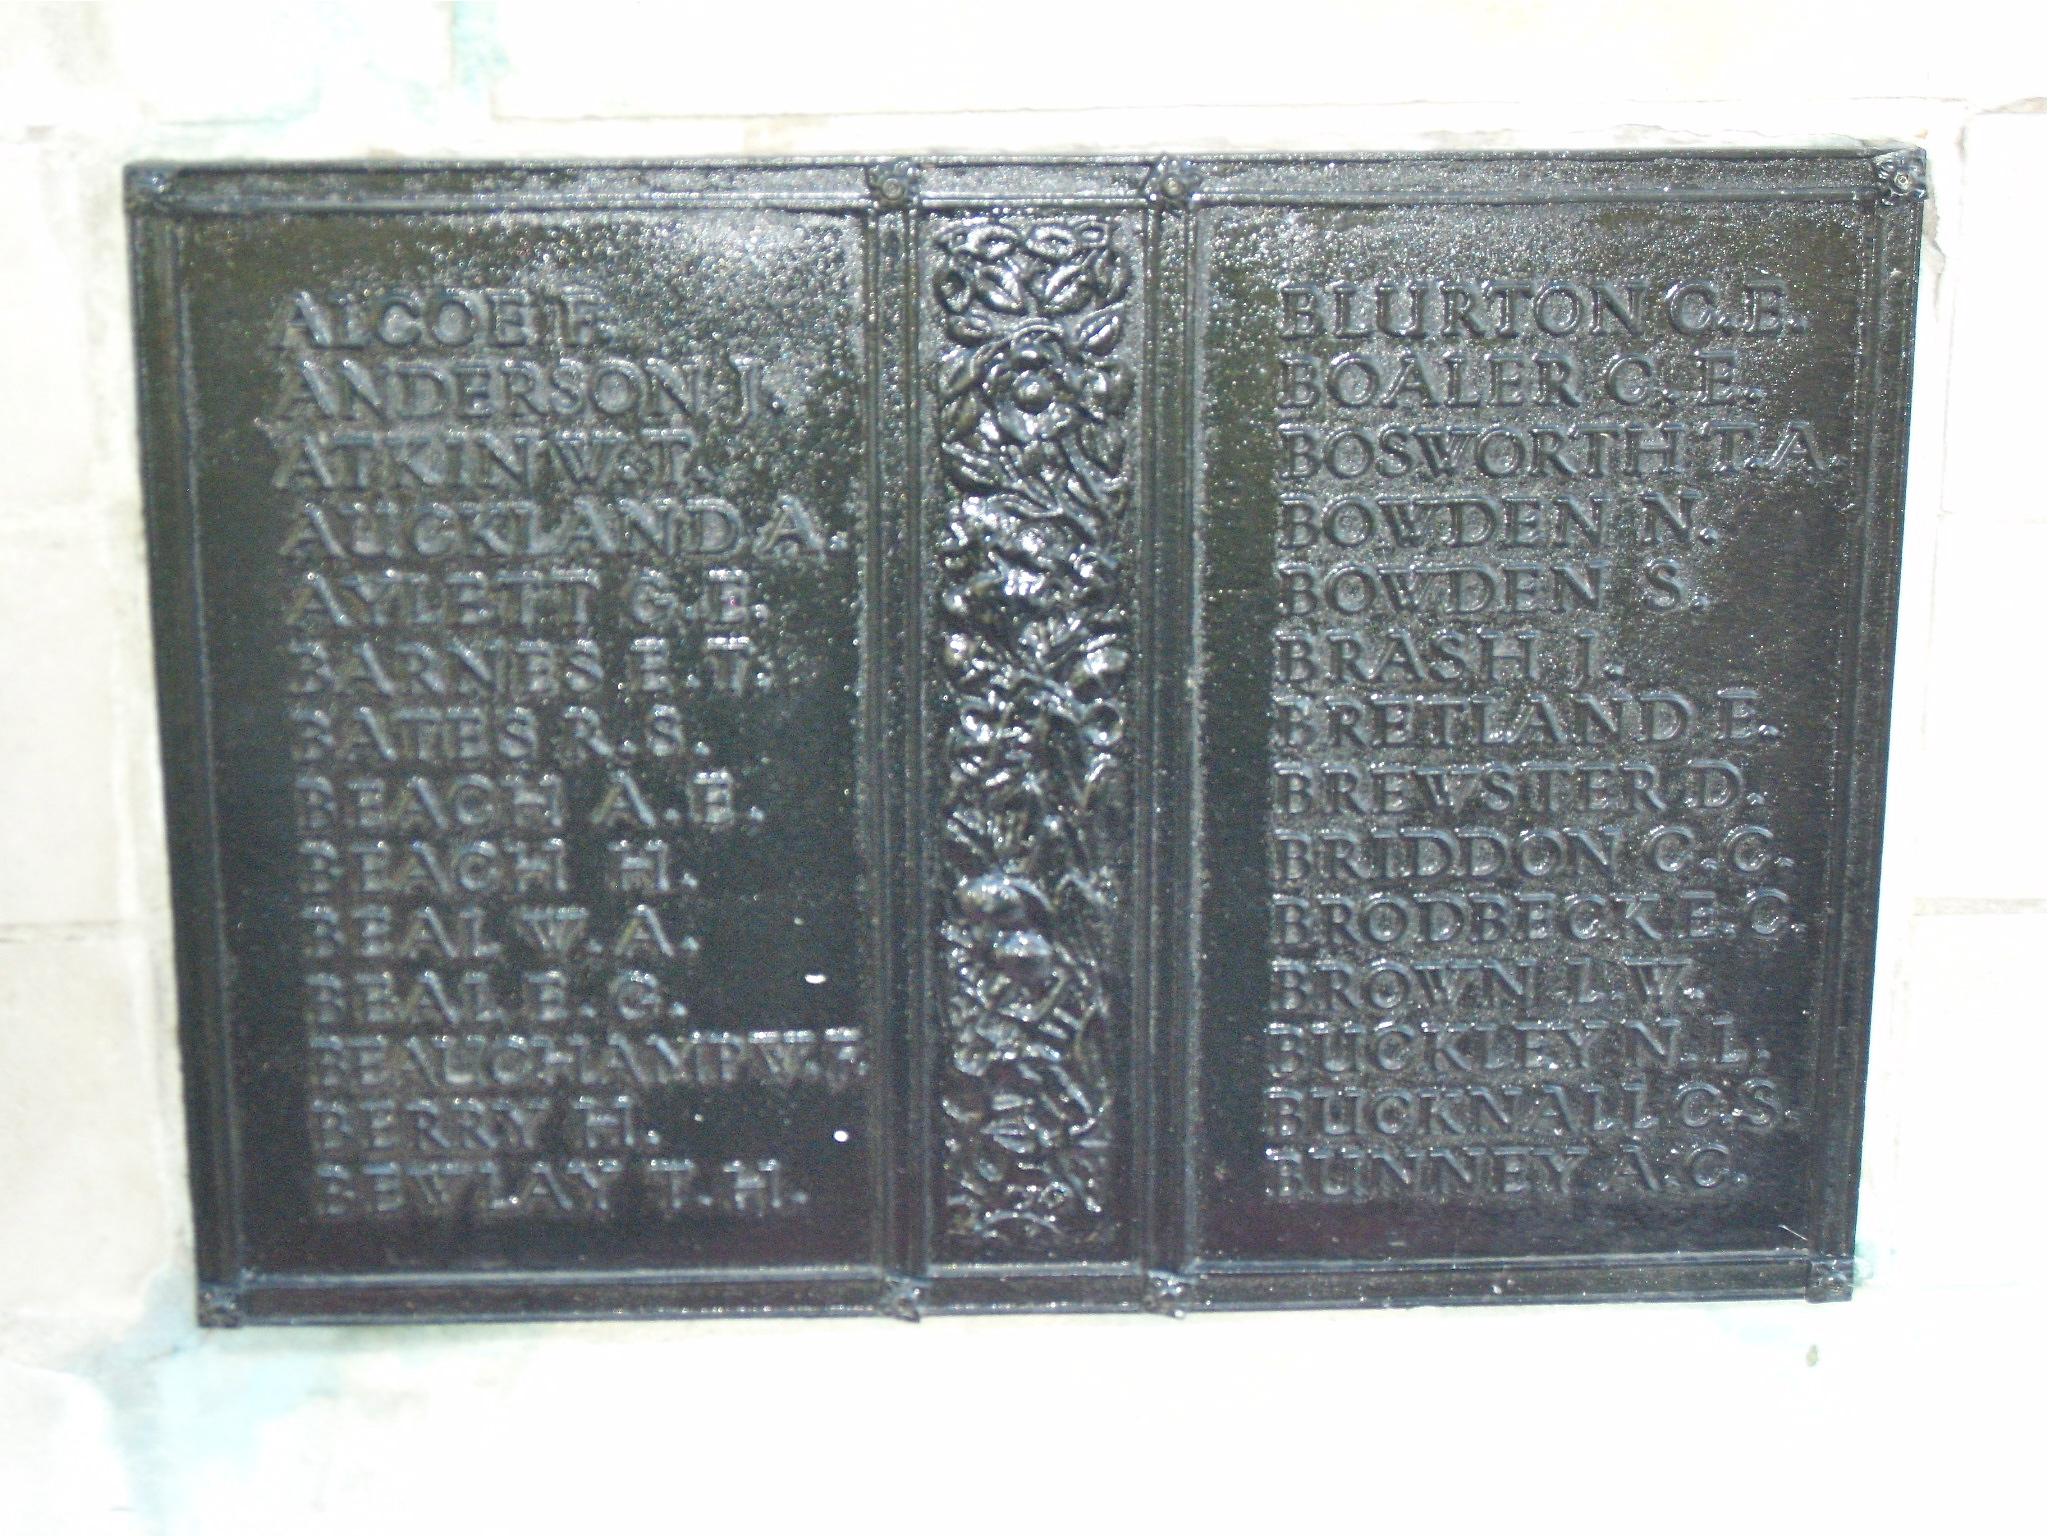 ALCOE F.
ANDERSON J.
ATKIN W.T.
AUCKLAND A.
AYLETT G.E.
BARNES E.T.
BATES R.S.
BEACH A.E.
BEACH H.
BEAL W.A.
BEAL E.G.
BEAUCHAMP W.F.
BERRY H.
BEWLAY T.H.
BLURTON C.E.
BOALER C.E.
BOSWORTH T.A.
BOWDEN N.
BOWDEN S.
BRASH J.
BRETLAND E.
BREWSTER D.
BRIDDON C.C.
BRODBECK E.C.
BROWN L.W.
BUCKLEY N.L.
BUCKNALL C.S.
BUNNEY A.C.